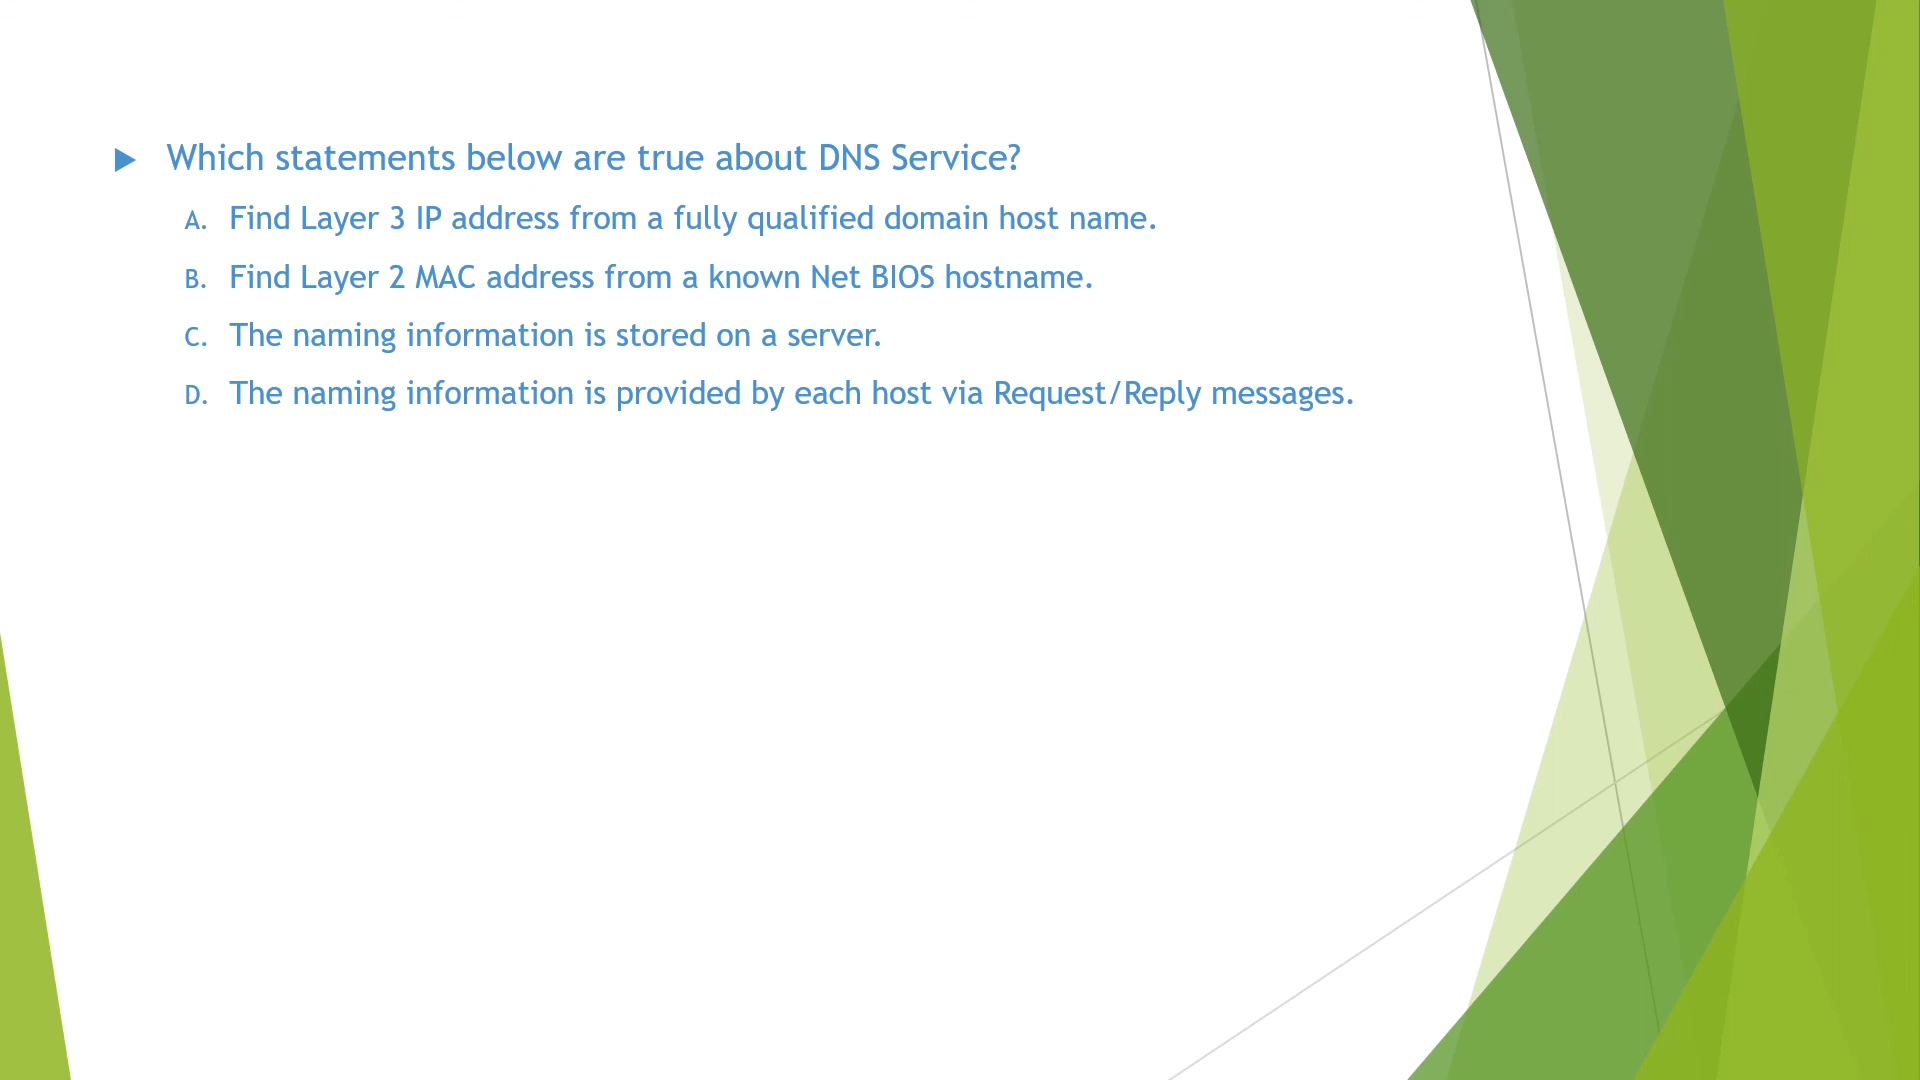 Which statements below are true about DNS Service?
A. Find Layer 3 IP address from a fully qualified domain host name.
B. Find Layer 2 MAC address from a known Net BIOS hostname.
C. The naming information is stored on a server.
D. The naming information is provided by each host via Request/Reply messages.